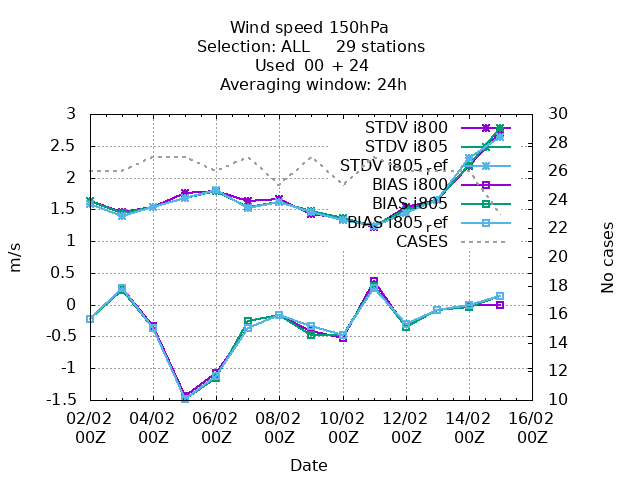 Wind speed 150hPa
Selection: ALL 29 stations
Used 00 + 24
Averaging window: 24h
STDV i800
STDV i805
STDV i805ref
BIAS i800
BIAS i805
BIAS i805ref
CASES
3
2.5
2
1.5
1
0.5
0
-0.5
-1
-1.5
m/s
30
28
26
24
22
20
18
16
14
12
10
No cases
02/02 04/02 06/02 08/02 10/02 12/02 14/02 16/02
00Z 00Z 00Z 00Z 00Z 00Z 00Z 00Z
Date